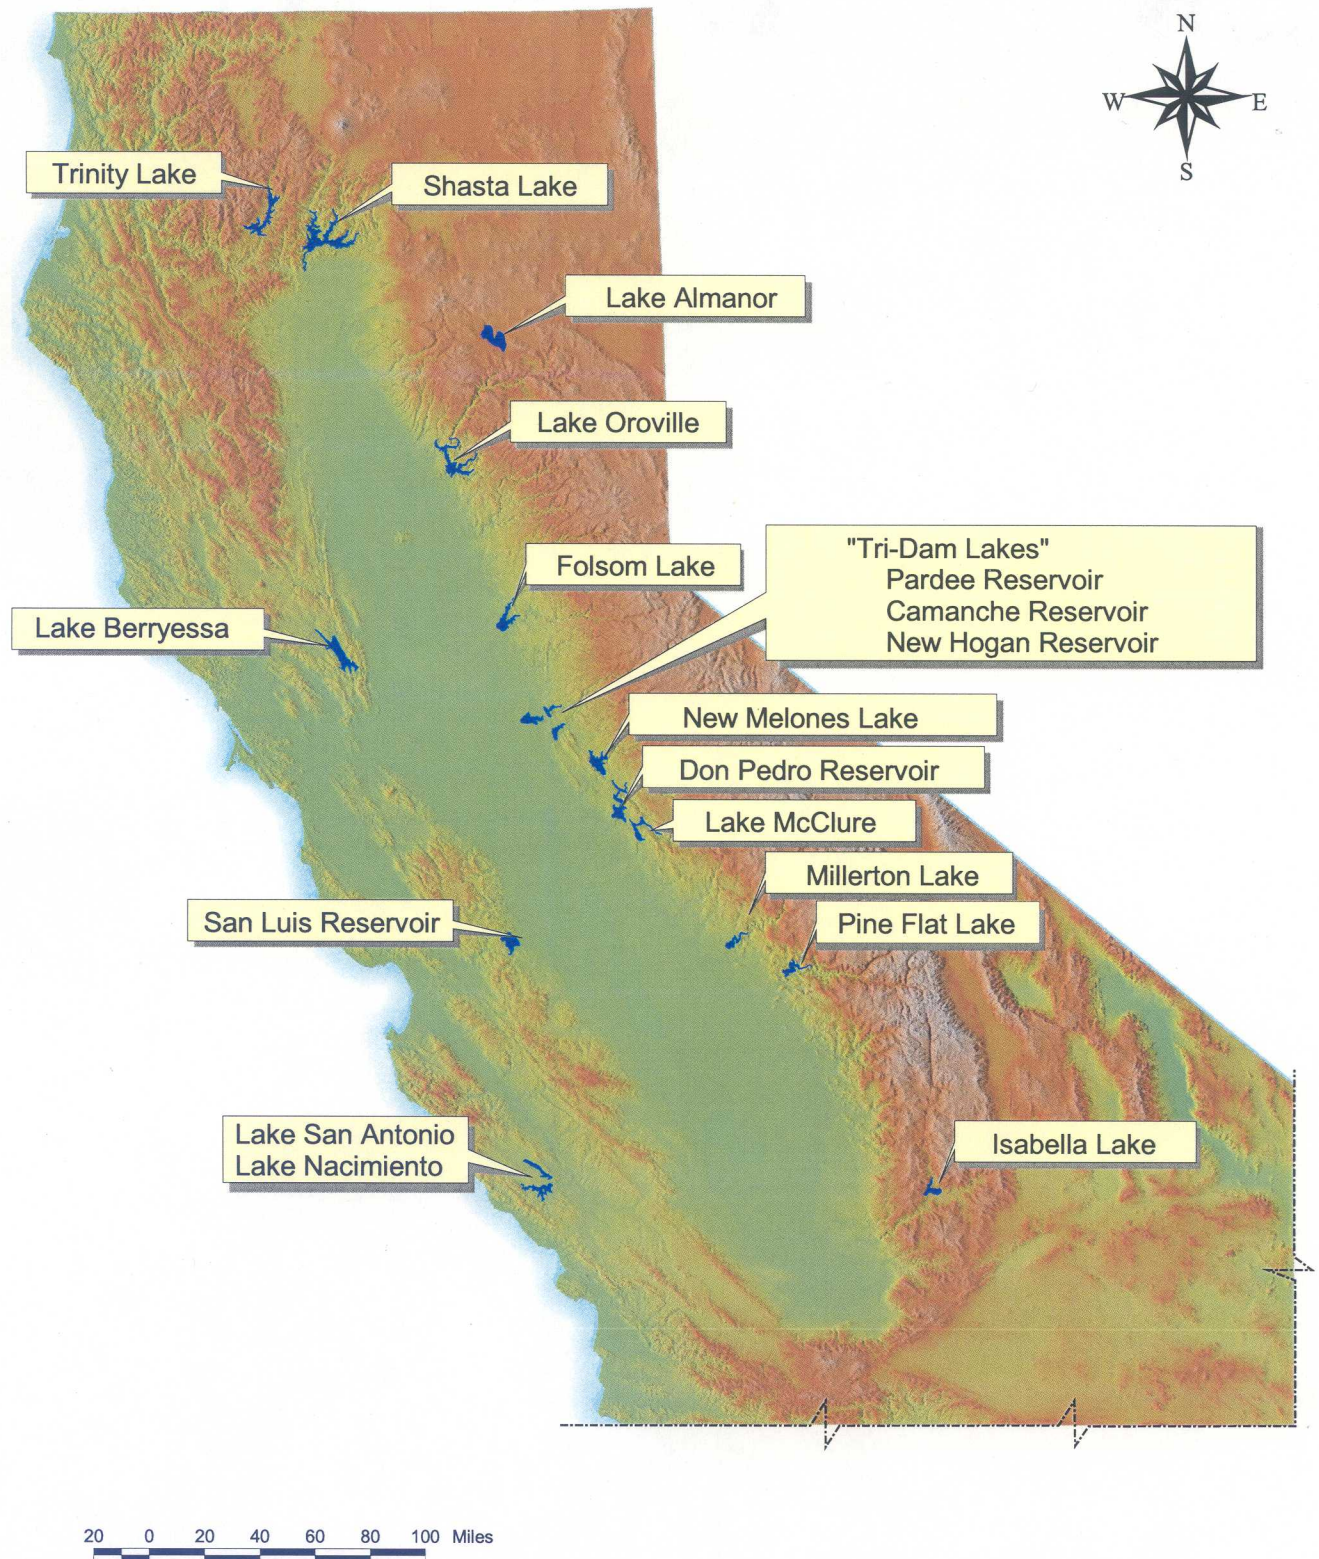 N
W
E
S
Trinity Lake
Shasta Lake
Lake Almanor
Lake Oroville
"Tri-Dam Lakes"
Pardee Reservoir
Camanche Reservoir
New Hogan Reservoir
Folsom Lake
Lake Berryessa
New Melones Lake
Don Pedro Reservoir
Lake McClure
Millerton Lake
San Luis Reservoir
Pine Flat Lake
Lake San Antonio
Lake Nacimiento
Isabella Lake
20 0 20 40 60 80 100 Miles